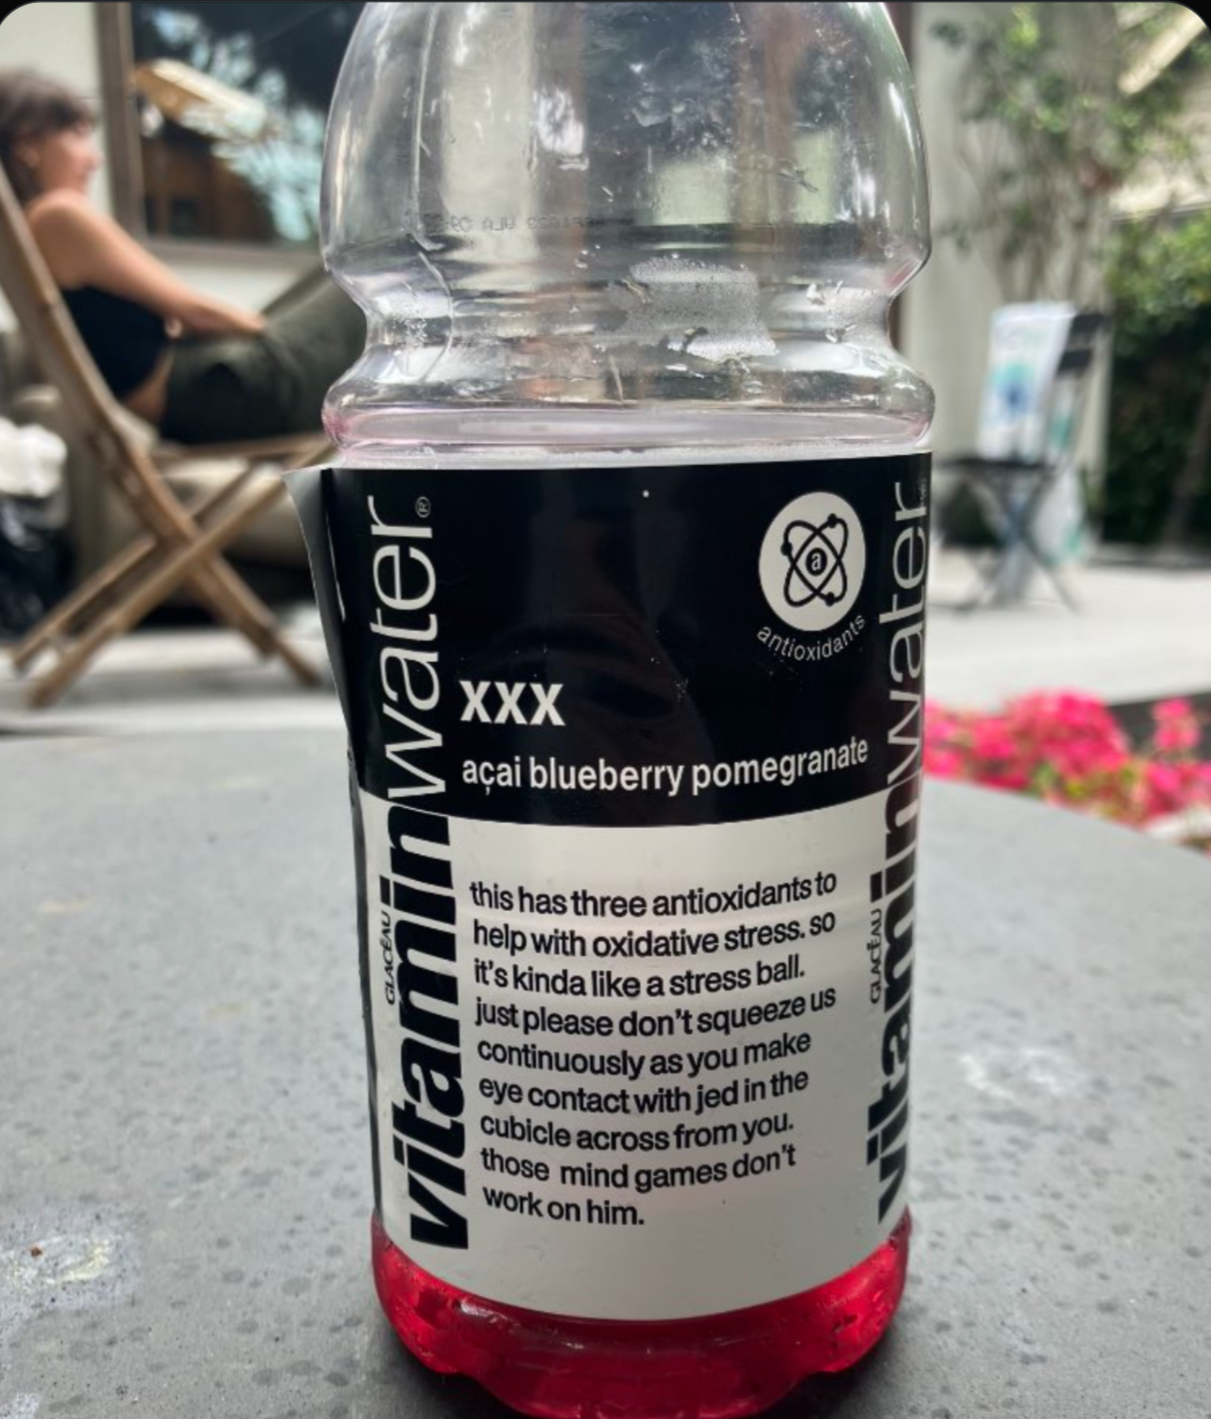 vitaminwater®
GLACÉAU
a
antioxidants
xxx
açai blueberry pomegranate
this has three antioxidants to
help with oxidative stress. so
it's kinda like a stress ball.
just please don't squeeze us
continuously as you make
eye contact with jed in the
cubicle across from you.
those mind games don't
work on him.
vitaminwater
GLACÉAU